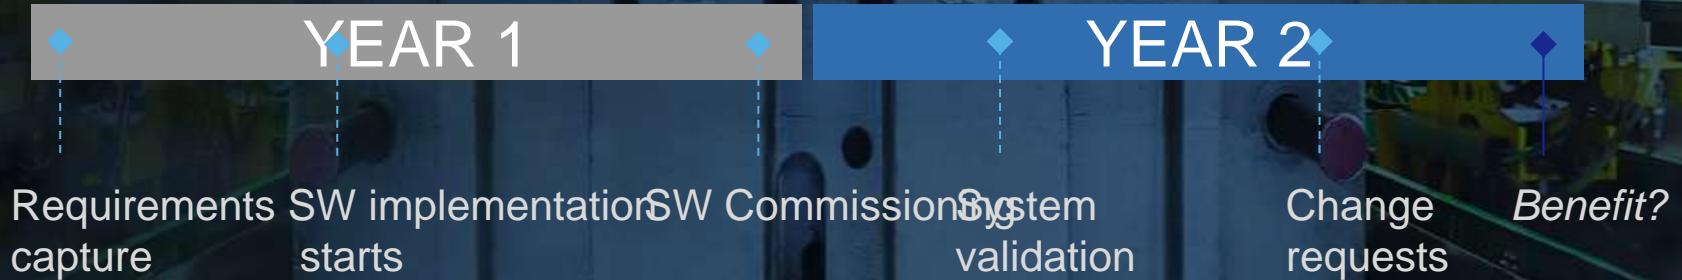 YEAR 1
YEAR 2
Requirements
capture
SW implementation
starts
SW Commissioning
System
validation
Change
requests
Benefit?